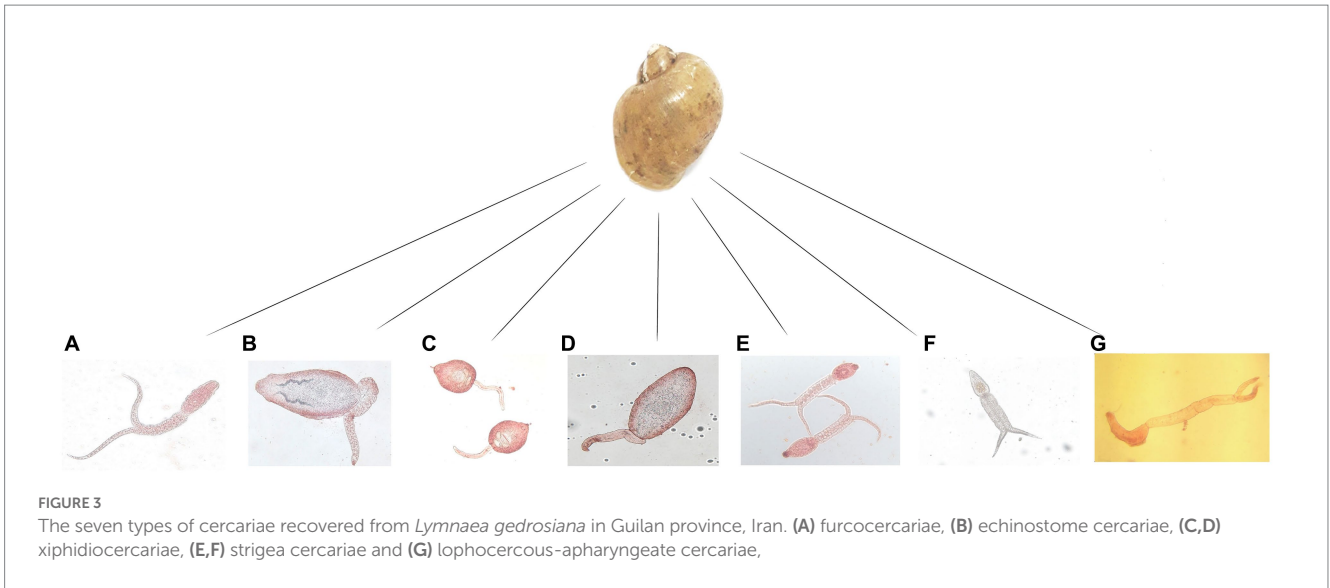 A B C D E F G
FIGURE 3
The seven types of cercariae recovered from Lymnaea gedrosiana in Guilan province, Iran. (A) furcocercariae, (B) echinostome cercariae, (C,D)
xiphidiocercariae, (E,F) strigea cercariae and (G) lophocercous-apharyngeate cercariae,